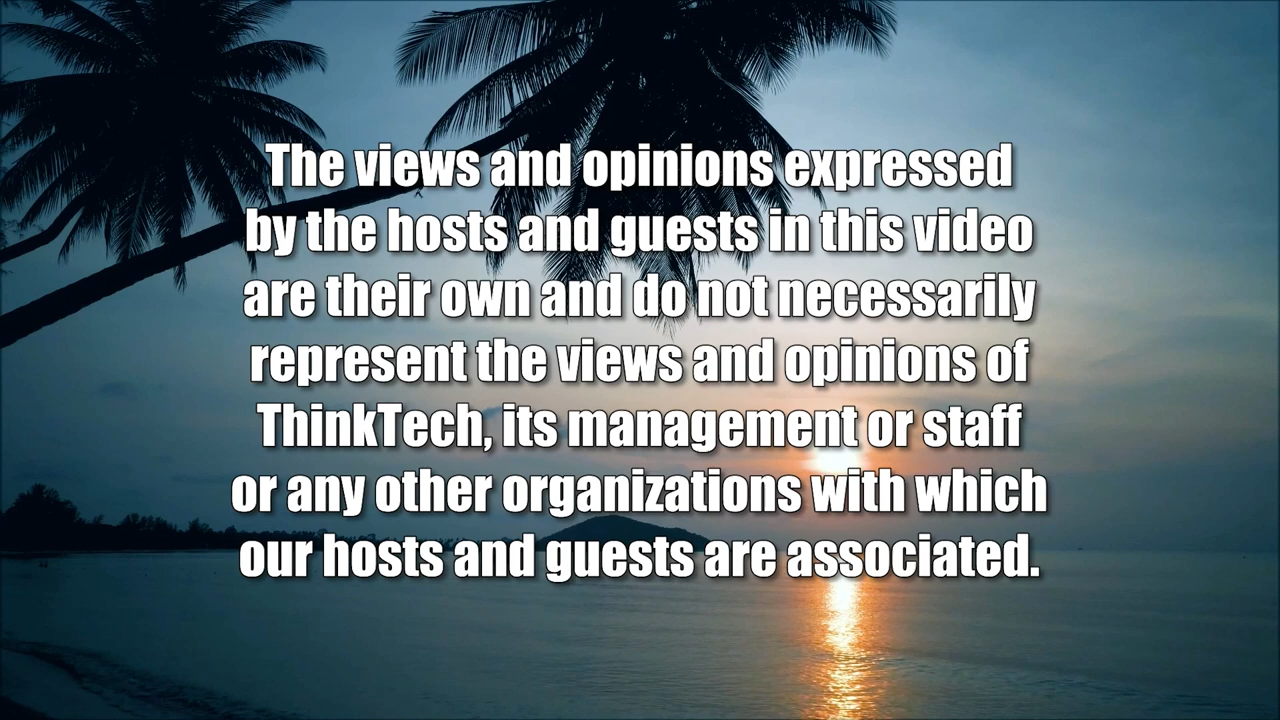 The views and opinions expressed
by the hosts and guests in this video
are their own and do not necessarily
represent the views and opinions of
ThinkTech, its management or staff
or any other organizations with which
our hosts and guests are associated.